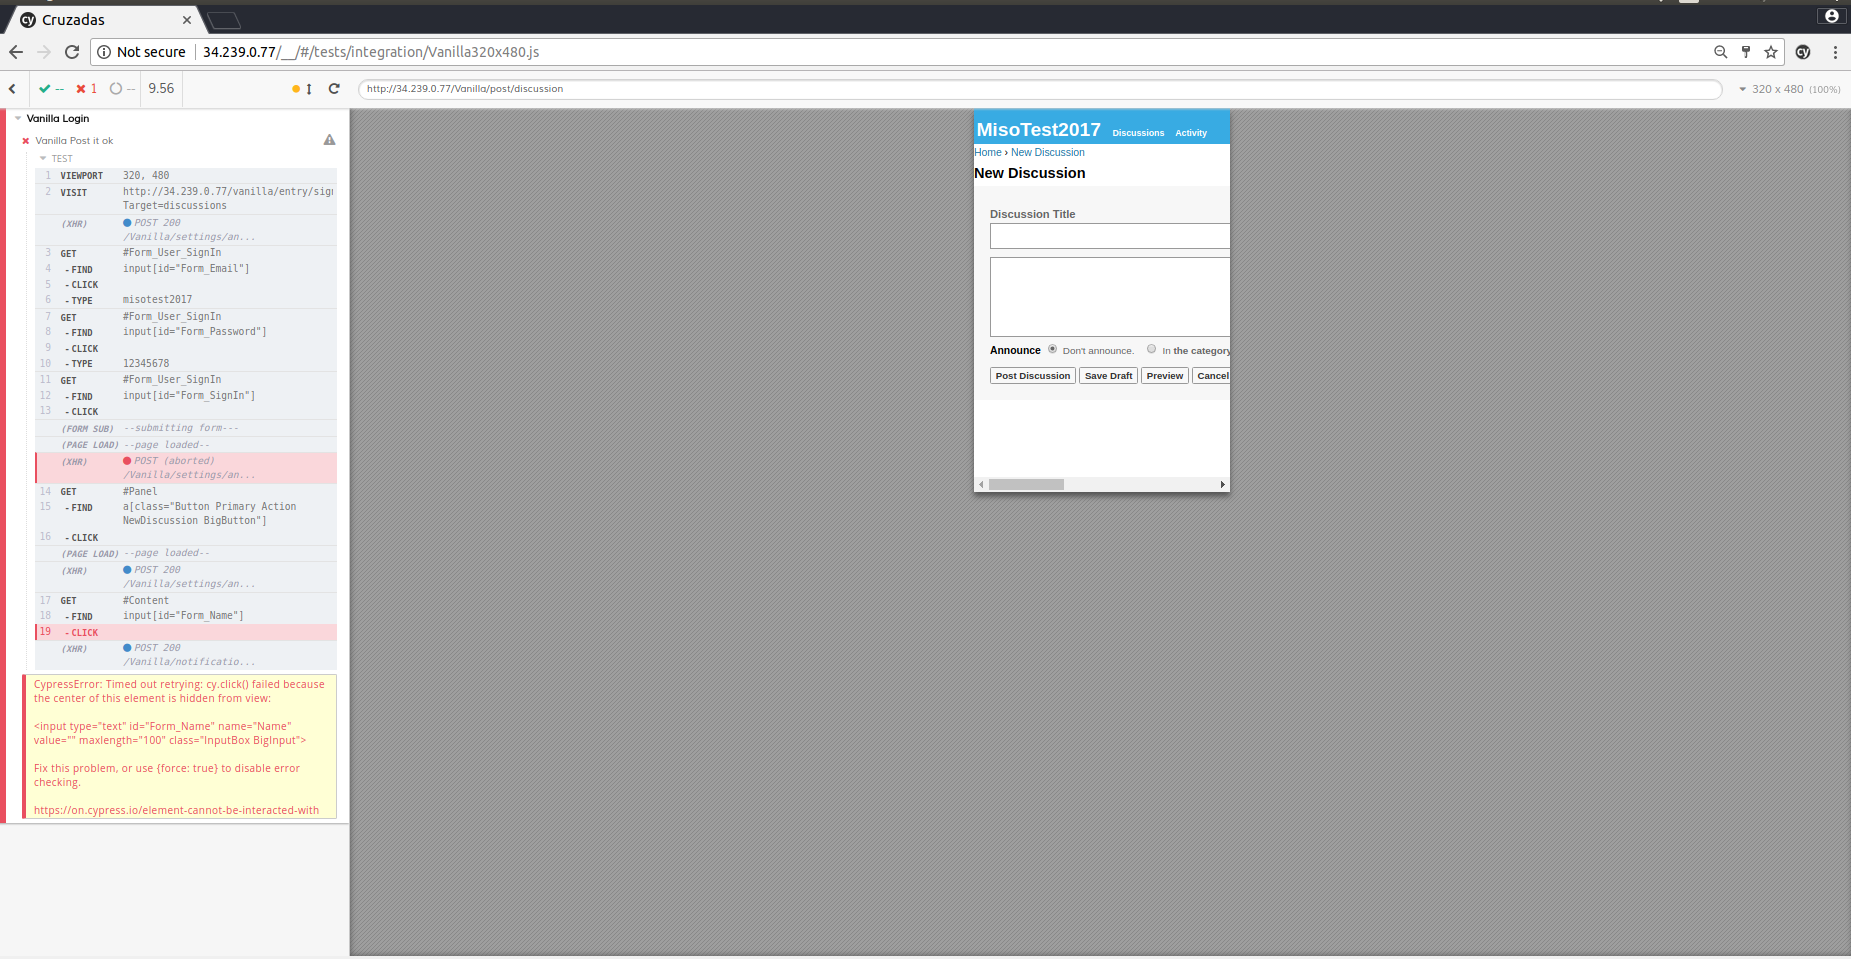 Cruzadas
Not secure 34.239.0.77/__/#/tests/integration/Vanilla320x480.js
-- 1 -- 9.56 http://34.239.0.77/Vanilla/post/discussion 320 x 480 (100%)
Vanilla Login
Vanilla Post it ok
TEST
1 VIEWPORT 320, 480
2 VISIT http://34.239.0.77/vanilla/entry/sign
Target=discussions
(XHR) POST 200
/Vanilla/settings/an...
3 GET #Form_User_SignIn
4 - FIND input[id="Form_Email"]
5 - CLICK
6 - TYPE misotest2017
7 GET #Form_User_SignIn
8 - FIND input[id="Form_Password"]
9 - CLICK
10 - TYPE 12345678
11 GET #Form_User_SignIn
12 - FIND input[id="Form_SignIn"]
13 - CLICK
(FORM SUB) --submitting form---
(PAGE LOAD) --page loaded--
(XHR) POST (aborted)
/Vanilla/settings/an...
14 GET #Panel
15 - FIND a[class="Button Primary Action
NewDiscussion BigButton"]
16 - CLICK
(PAGE LOAD) --page loaded--
(XHR) POST 200
/Vanilla/settings/an...
17 GET #Content
18 - FIND input[id="Form_Name"]
19 - CLICK
(XHR) POST 200
/Vanilla/notificatio...
CypressError: Timed out retrying: cy.click() failed because
the center of this element is hidden from view:
<input type="text" id="Form_Name" name="Name"
value="" maxlength="100" class="InputBox BigInput">
Fix this problem, or use {force: true} to disable error
checking.
https://on.cypress.io/element-cannot-be-interacted-with
MisoTest2017 Discussions Activity
Home › New Discussion
New Discussion
Discussion Title
Announce Don't announce. In the category
Post Discussion Save Draft Preview Cancel